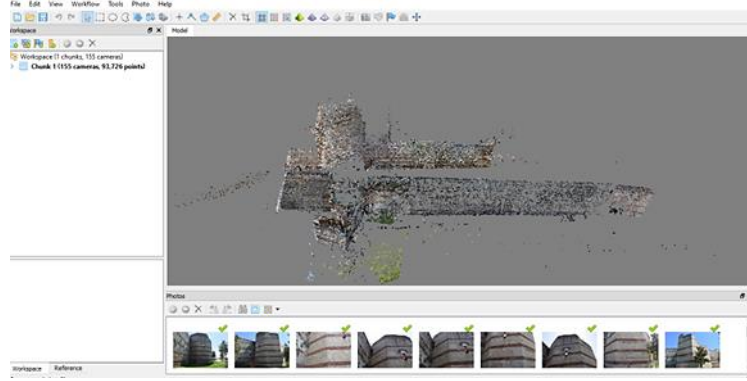 File Edit View Workflow Tools Photo Help
Workspace
Model
Workspace (1 chunks, 155 cameras)
Chunk 1 (155 cameras, 93,726 points)
Photos
Workspace Reference